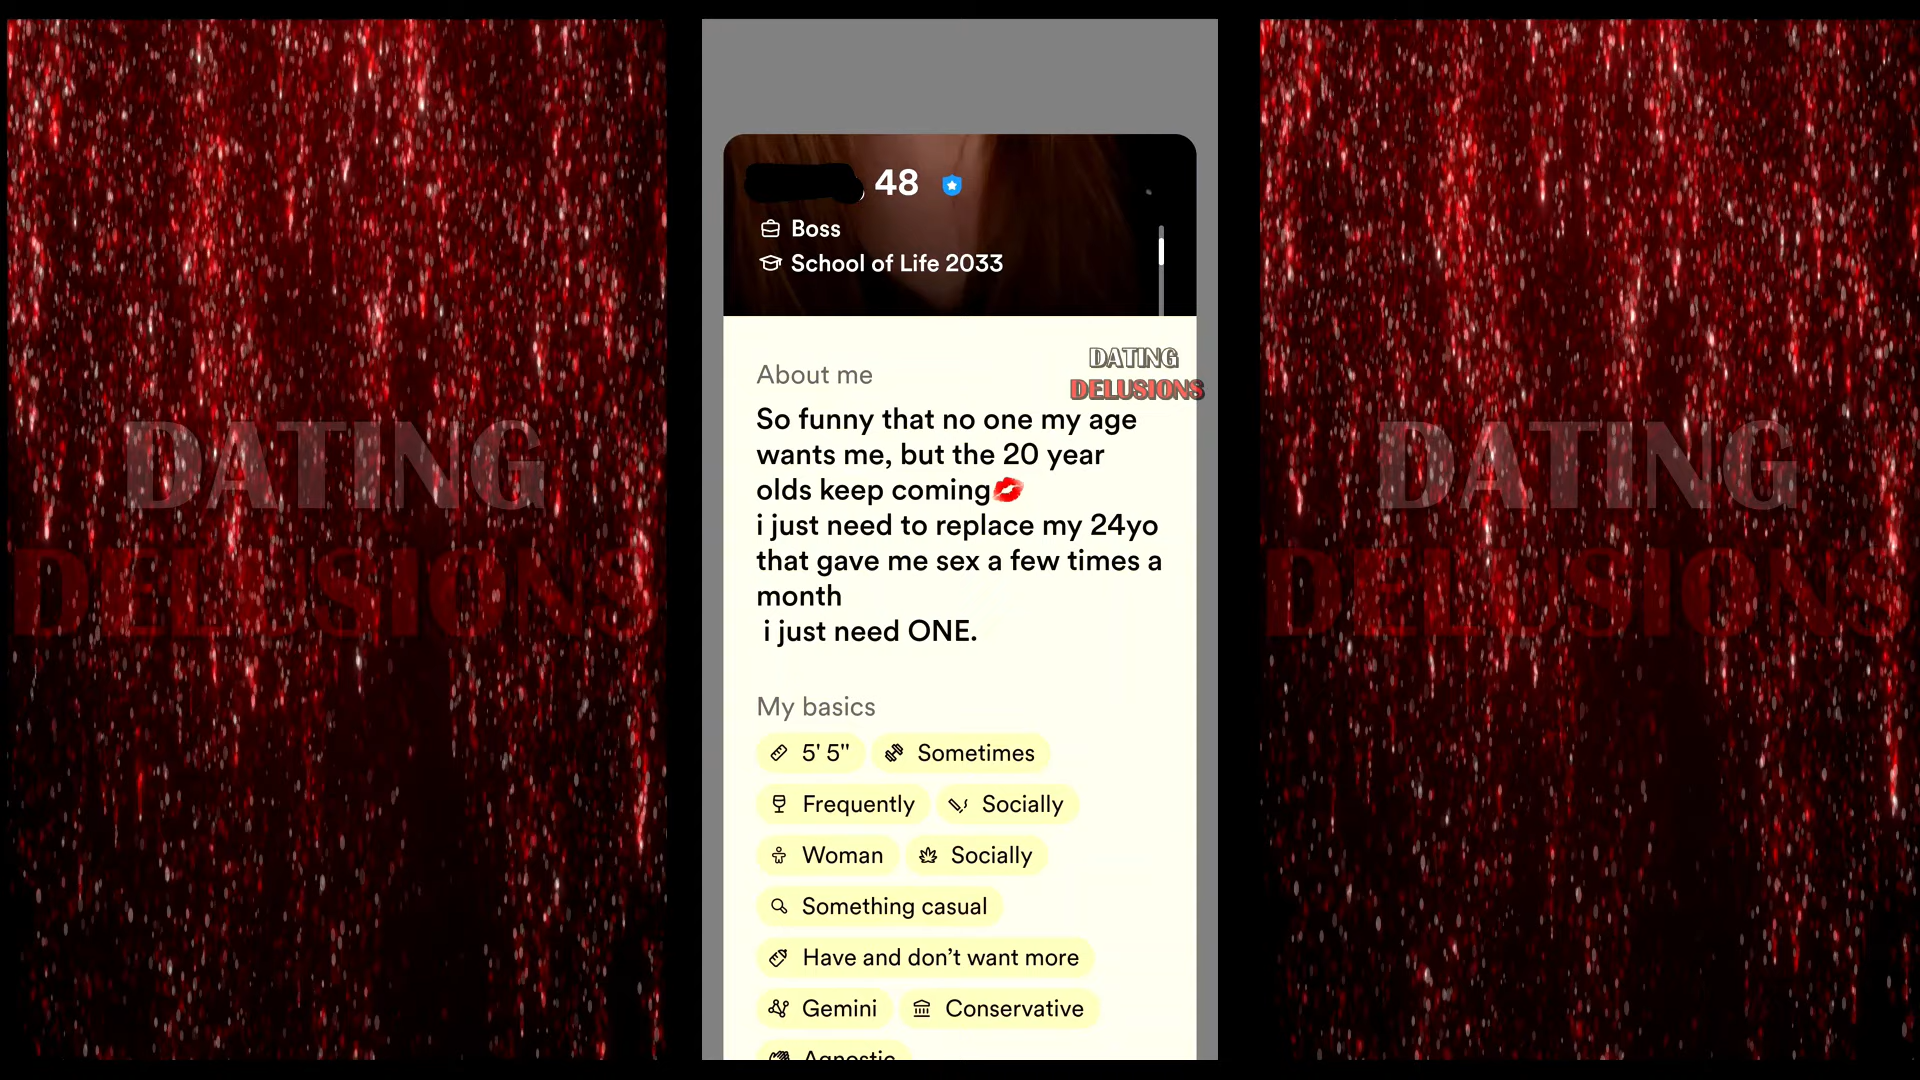 48
Boss
School of Life 2033
DATING
DELUSIONS
About me
So funny that no one my age
wants me, but the 20 year
olds keep coming💋
i just need to replace my 24yo
that gave me sex a few times a
month
i just need ONE.
My basics
5' 5"
Sometimes
Frequently
Socially
Woman
Socially
Something casual
Have and don’t want more
Gemini
Conservative
Agnostic
DATING
DELUSIONS
DATING
DELUSIONS